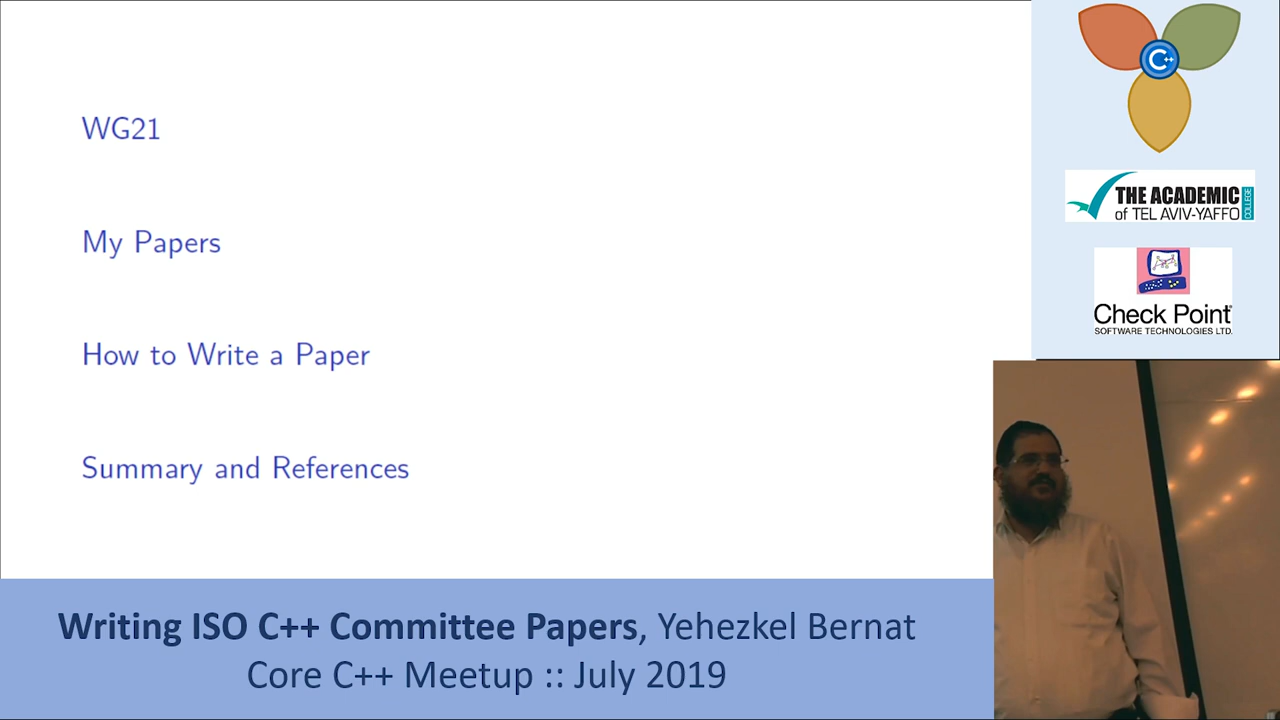 WG21
My Papers
How to Write a Paper
Summary and References
C++
THE ACADEMIC
of TEL AVIV-YAFFO
COLLEGE
Check Point
SOFTWARE TECHNOLOGIES LTD.
Writing ISO C++ Committee Papers, Yehezkel Bernat
Core C++ Meetup :: July 2019